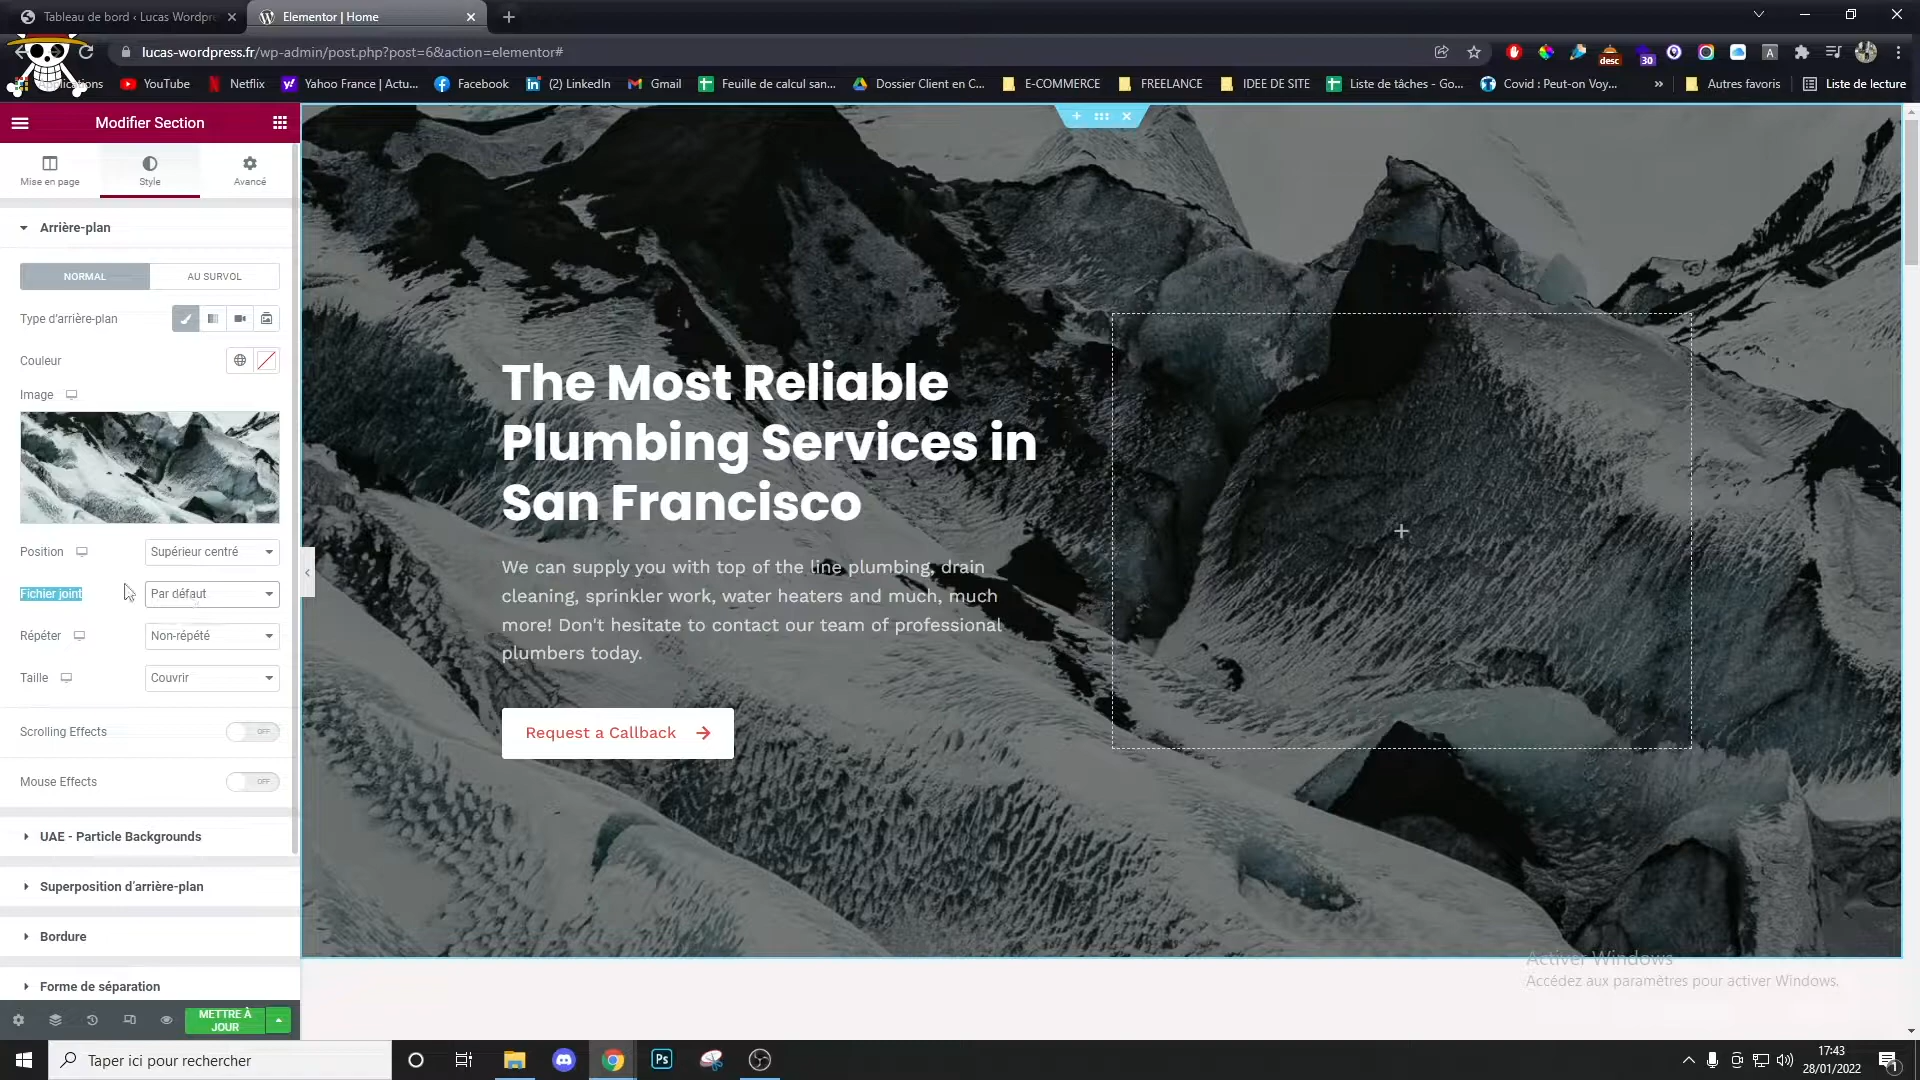 Tableau de bord ‹ Lucas Wordpre
Elementor | Home
lucas-wordpress.fr/wp-admin/post.php?post=6&action=elementor#
desc
30
A
YouTube
Netflix
Yahoo France | Actu...
Facebook
(2) LinkedIn
Gmail
Feuille de calcul san...
Dossier Client en C...
E-COMMERCE
FREELANCE
IDEE DE SITE
Liste de tâches - Go...
Covid : Peut-on Voy...
»
Autres favoris
Liste de lecture
Modifier Section
Mise en page
Style
Avancé
Arrière-plan
NORMAL
AU SURVOL
Type d'arrière-plan
Couleur
Image
Position
Supérieur centré
Fichier joint
Par défaut
Répéter
Non-répété
Taille
Couvrir
Scrolling Effects
OFF
Mouse Effects
OFF
UAE - Particle Backgrounds
Superposition d'arrière-plan
Bordure
Forme de séparation
METTRE À
JOUR
The Most Reliable
Plumbing Services in
San Francisco
We can supply you with top of the line plumbing, drain
cleaning, sprinkler work, water heaters and much, much
more! Don't hesitate to contact our team of professional
plumbers today.
Request a Callback
Activer Windows
Accédez aux paramètres pour activer Windows.
Taper ici pour rechercher
Ps
17:43
28/01/2022
1